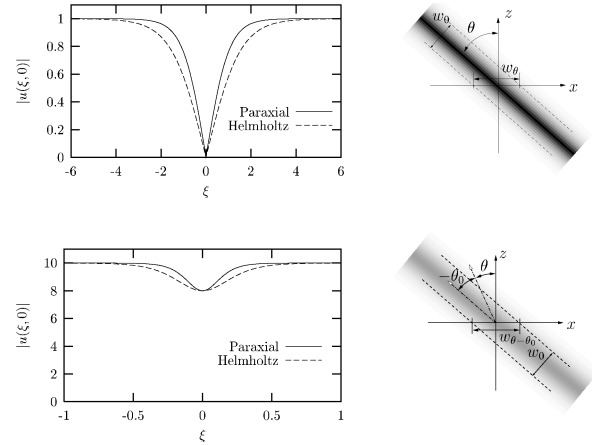 1
0.8
0.6
0.4
0.2
0
|u(ξ,0)|
Paraxial
Helmholtz
-6 -4 -2 0 2 4 6
ξ
w₀
θ
z
w_θ
x
10
8
6
4
2
0
|u(ξ,0)|
Paraxial
Helmholtz
-1 -0.5 0 0.5 1
ξ
-θ₀
θ
z
x
w_θ−θ₀
w₀